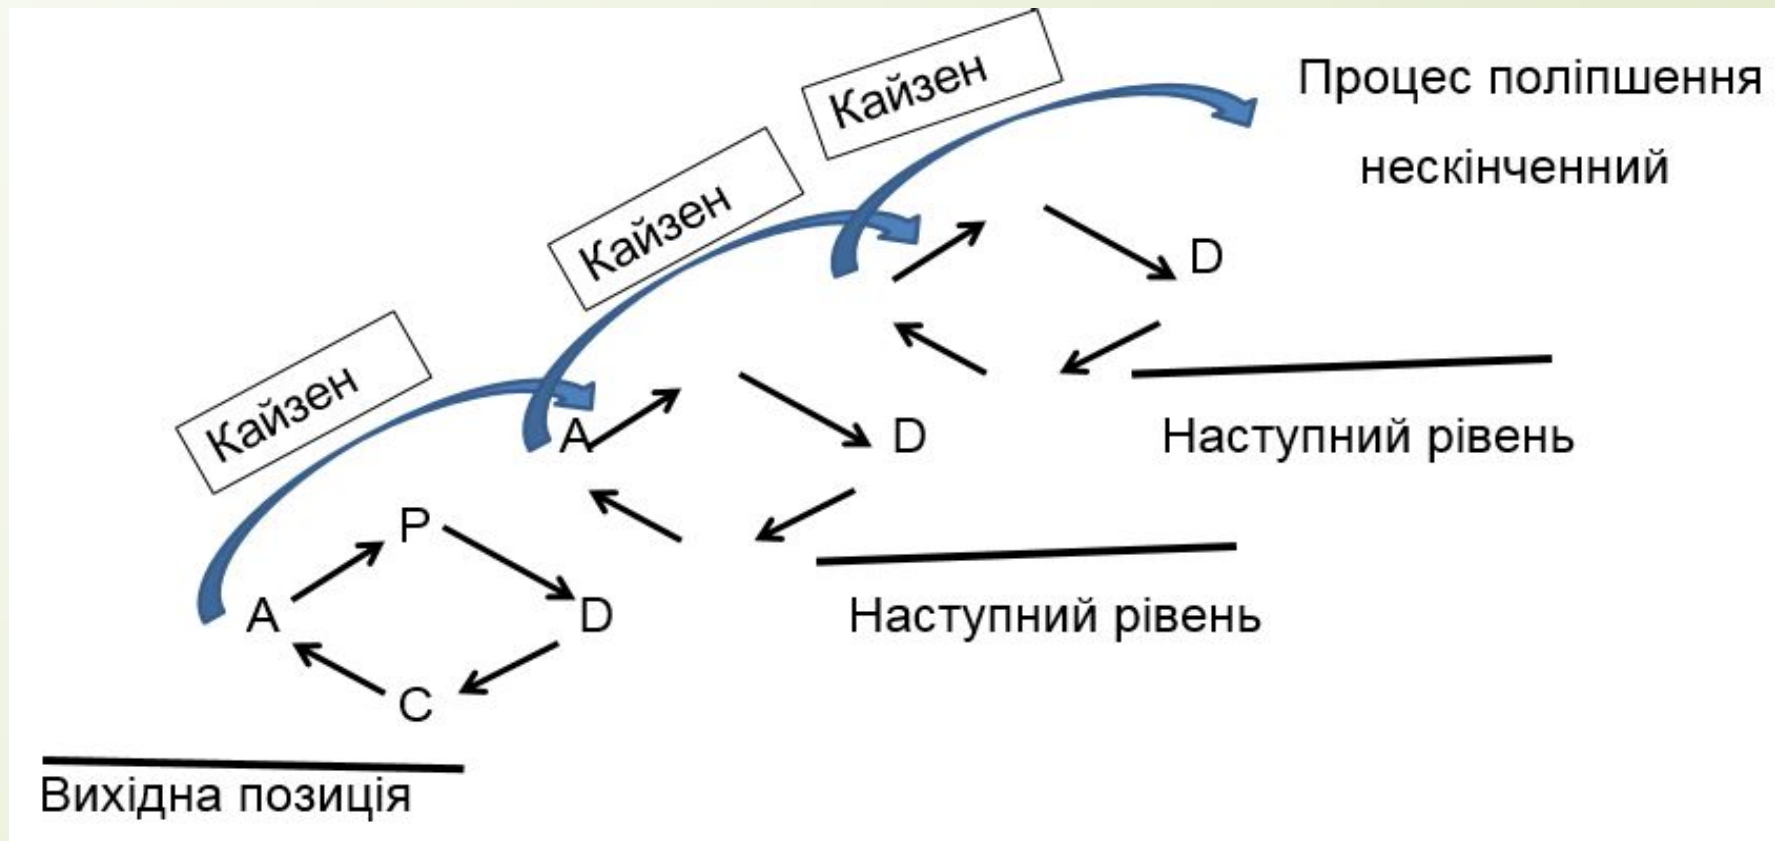 Кайзен
Процес поліпшення
нескінченний
Кайзен
D
Кайзен
A
D
Наступний рівень
P
A
D
Наступний рівень
C
Вихідна позиція